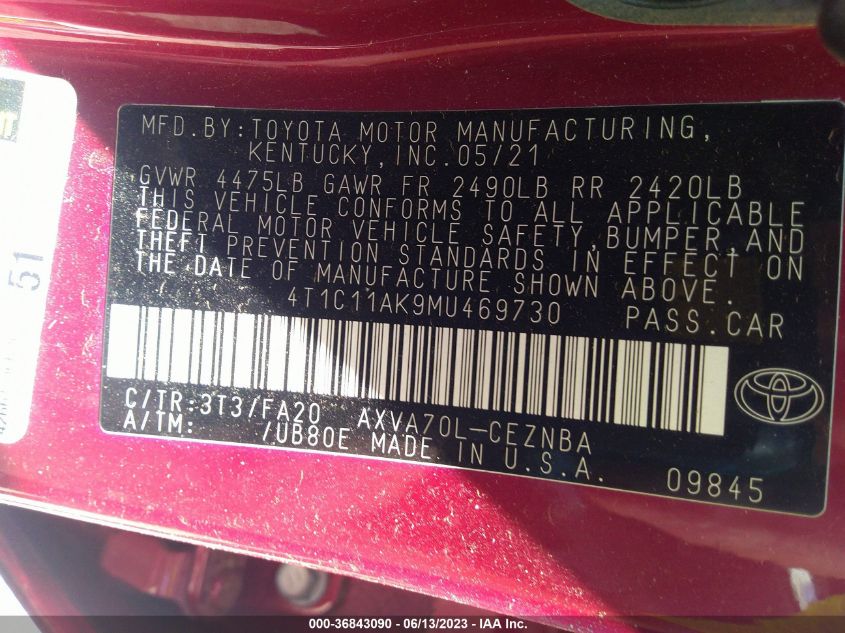 MFD.BY:TOYOTA MOTOR MANUFACTURING,
KENTUCKY,INC.05/21
GVWR 4475LB GAWR FR 2490LB RR 2420LB
THIS VEHICLE CONFORMS TO ALL APPLICABLE
FEDERAL MOTOR VEHICLE SAFETY,BUMPER,AND
THEFT PREVENTION STANDARDS IN EFFECT ON
THE DATE OF MANUFACTURE SHOWN ABOVE.
4T1C11AK9MU469730 PASS.CAR
C/TR:3T3/FA20 AXVA70L-CEZNBA
A/TM: /UB80E MADE IN U.S.A.
09845
51
000-36843090 - 06/13/2023 - IAA Inc.